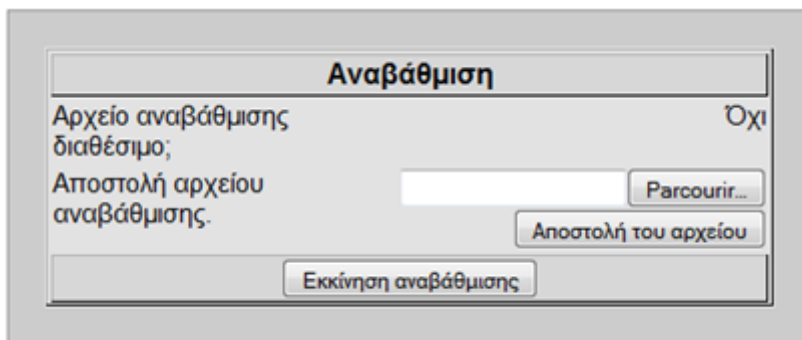 Αναβάθμιση
Αρχείο αναβάθμισης Όχι
διαθέσιμο;
Αποστολή αρχείου Parcourir...
αναβάθμισης.
Αποστολή του αρχείου
Εκκίνηση αναβάθμισης